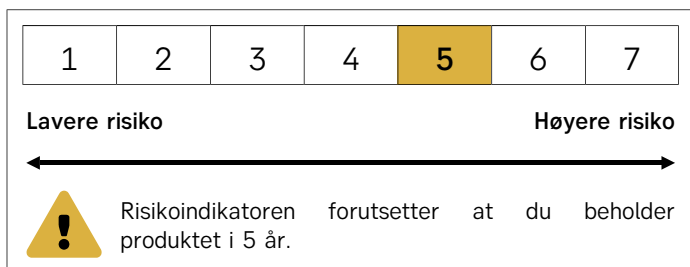 1 2 3 4 5 6 7
Lavere risiko Høyere risiko
Risikoindikatoren forutsetter at du beholder
produktet i 5 år.